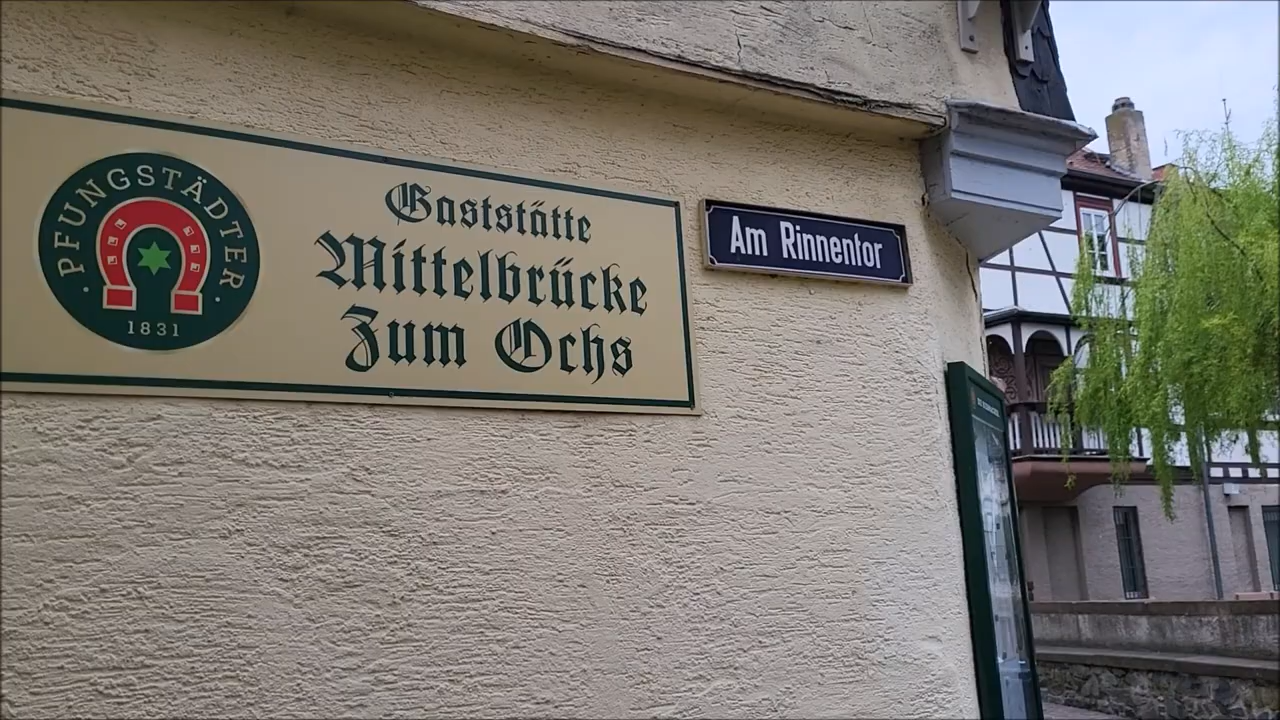 PFUNGSTÄDTER
1831
Gaststätte
Mittelbrücke
Zum Ochs
Am Rinnentor